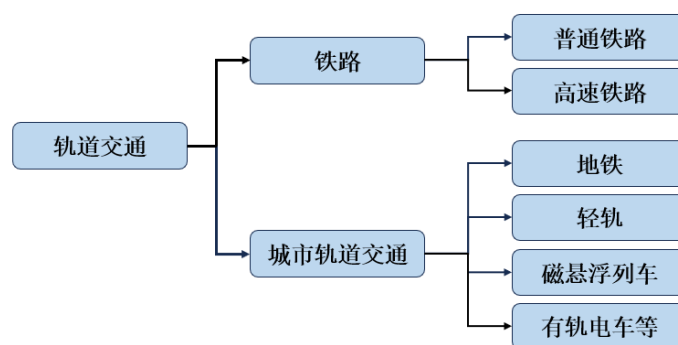 轨道交通
铁路
普通铁路
高速铁路
城市轨道交通
地铁
轻轨
磁悬浮列车
有轨电车等